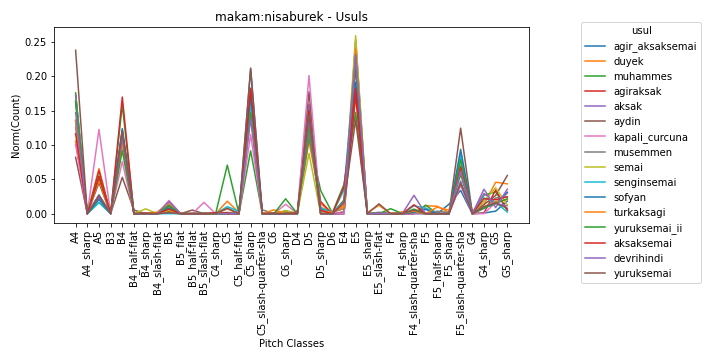 makam:nisaburek - Usuls
Norm(Count)
0.25
0.20
0.15
0.10
0.05
0.00
A4
A4_sharp
A5
B3
B4
B4_half-flat
B4_sharp
B4_slash-flat
B5
B5_flat
B5_half-flat
B5_slash-flat
C4_sharp
C5
C5_half-flat
C5_sharp
C5_slash-quarter-sha
C6
C6_sharp
D4
D5
D5_sharp
D6
E4
E5
E5_sharp
E5_slash-flat
F4
F4_sharp
F4_slash-quarter-sha
F5
F5_half-sharp
F5_sharp
F5_slash-quarter-sha
G4
G4_sharp
G5
G5_sharp
Pitch Classes
usul
agir_aksaksemai
duyek
muhammes
agiraksak
aksak
aydin
kapali_curcuna
musemmen
semai
senginsemai
sofyan
turkaksagi
yuruksemai_ii
aksaksemai
devrihindi
yuruksemai